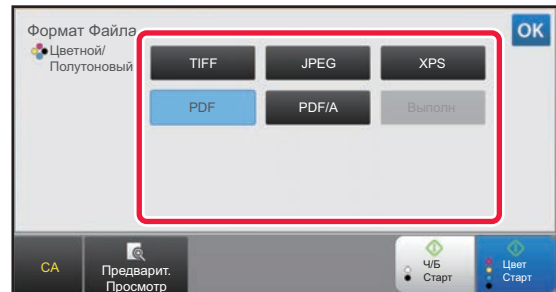 Формат Файла
OK
Цветной/
Полутоновый
TIFF JPEG XPS
PDF PDF/A Выполн
CA
Предварит.
Просмотр
Ч/Б
Старт
Цвет
Старт